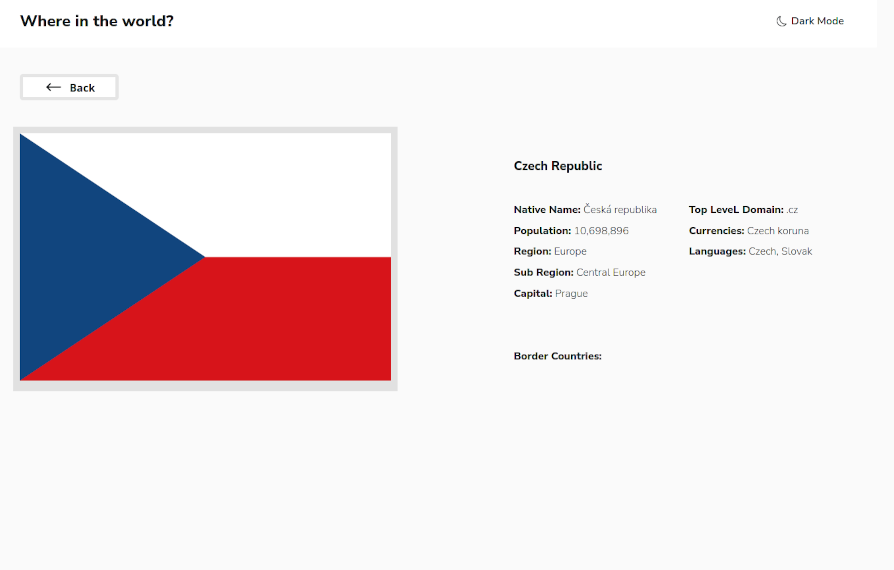 Where in the world?
Dark Mode
Back
Czech Republic
Native Name: Česká republika
Population: 10,698,896
Region: Europe
Sub Region: Central Europe
Capital: Prague
Top LeveL Domain: .cz
Currencies: Czech koruna
Languages: Czech, Slovak
Border Countries: